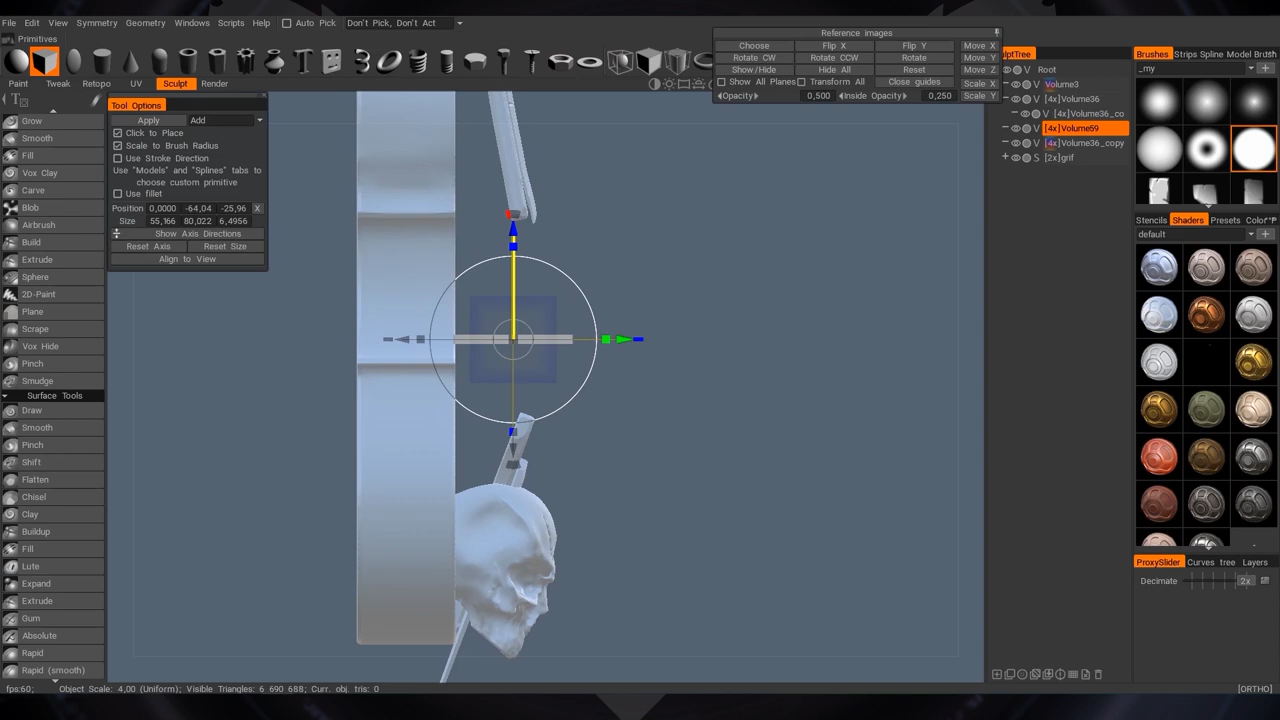 File Edit View Symmetry Geometry Windows Scripts Help Auto Pick Don't Pick, Don't Act
Primitives
Reference images
Choose Flip X Flip Y Move X
Rotate CCW Rotate CW Rotate Move Y
Show/Hide Hide All Reset Move Z
Show All Planes Transform All Close guides Scale X
Opacity 0,500 Inside Opacity 0,250 Scale Y
Paint Tweak Retopo UV Sculpt Render
Tool Options
Apply Add
Click to Place
Scale to Brush Radius
Use Stroke Direction
Use "Models" and "Splines" tabs to
choose custom primitive
Use fillet
Position 0,0000 -64,04 -25,96 X
Size 55,166 80,022 6,4956
Show Axis Directions
Reset Axis Reset Size
Align to View
Grow
Smooth
Fill
Vox Clay
Carve
Blob
Airbrush
Build
Extrude
Sphere
2D-Paint
Plane
Scrape
Vox Hide
Pinch
Smudge
Surface Tools
Draw
Smooth
Pinch
Shift
Flatten
Chisel
Clay
Buildup
Fill
Lute
Expand
Extrude
Gum
Absolute
Rapid
Rapid (smooth)
V Root
V Volume3
V [4x]Volume36
V [4x]Volume36_co
V [4x]Volume59
V [4x]Volume36_copy
S [2x]grif
Brushes Strips Spline Model Brush
_my
Stencils Shaders Presets Color
default
ProxySlider Curves tree Layers
Decimate 2x
fps:60; Object Scale: 4,00 (Uniform); Visible Triangles: 6 690 688; Curr. obj. tris: 0
[ORTHO]